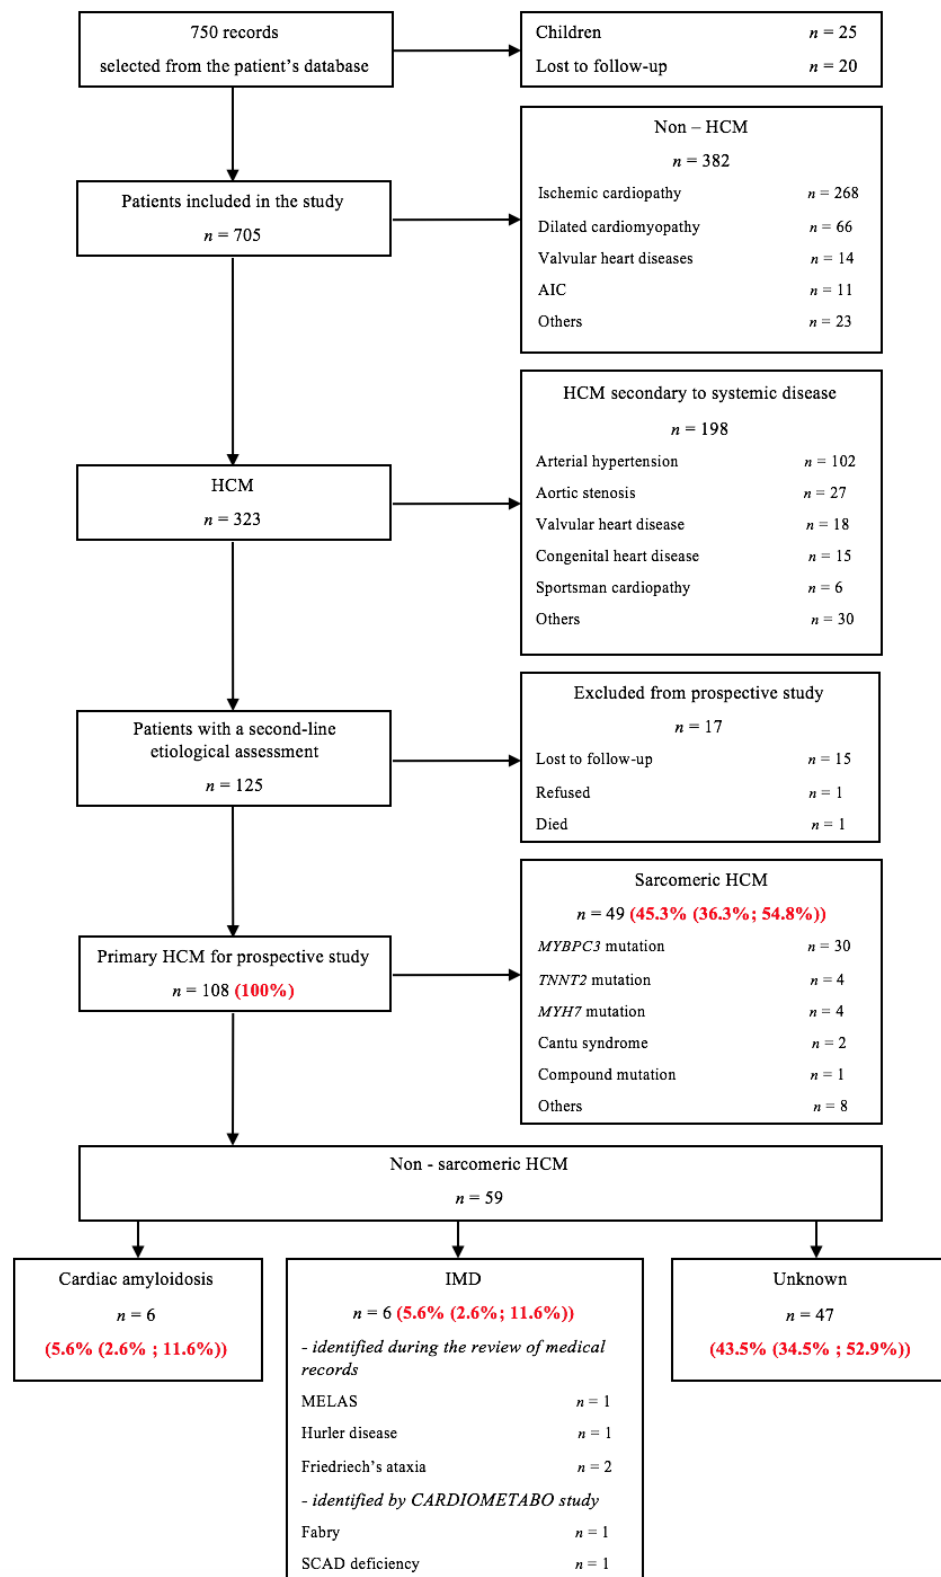 750 records
selected from the patient's database
Children n = 25
Lost to follow-up n = 20
Non – HCM
n = 382
Ischemic cardiopathy n = 268
Dilated cardiomyopathy n = 66
Valvular heart diseases n = 14
AIC n = 11
Others n = 23
Patients included in the study
n = 705
HCM secondary to systemic disease
n = 198
Arterial hypertension n = 102
Aortic stenosis n = 27
Valvular heart disease n = 18
Congenital heart disease n = 15
Sportsman cardiopathy n = 6
Others n = 30
HCM
n = 323
Excluded from prospective study
n = 17
Lost to follow-up n = 15
Refused n = 1
Died n = 1
Patients with a second-line
etiological assessment
n = 125
Sarcomeric HCM
n = 49 (45.3% (36.3%; 54.8%))
MYBPC3 mutation n = 30
TNNT2 mutation n = 4
MYH7 mutation n = 4
Cantu syndrome n = 2
Compound mutation n = 1
Others n = 8
Primary HCM for prospective study
n = 108 (100%)
Non - sarcomeric HCM
n = 59
Cardiac amyloidosis
n = 6
(5.6% (2.6% ; 11.6%))
IMD
n = 6 (5.6% (2.6%; 11.6%))
- identified during the review of medical
records
MELAS n = 1
Hurler disease n = 1
Friedriech's ataxia n = 2
- identified by CARDIOMETABO study
Fabry n = 1
SCAD deficiency n = 1
Unknown
n = 47
(43.5% (34.5% ; 52.9%))